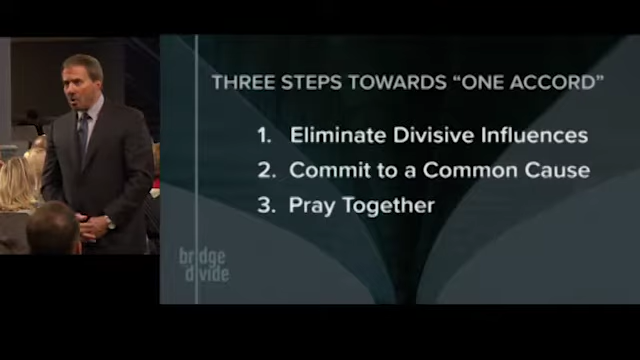 THREE STEPS TOWARDS “ONE ACCORD”
1. Eliminate Divisive Influences
2. Commit to a Common Cause
3. Pray Together
bridge
divide